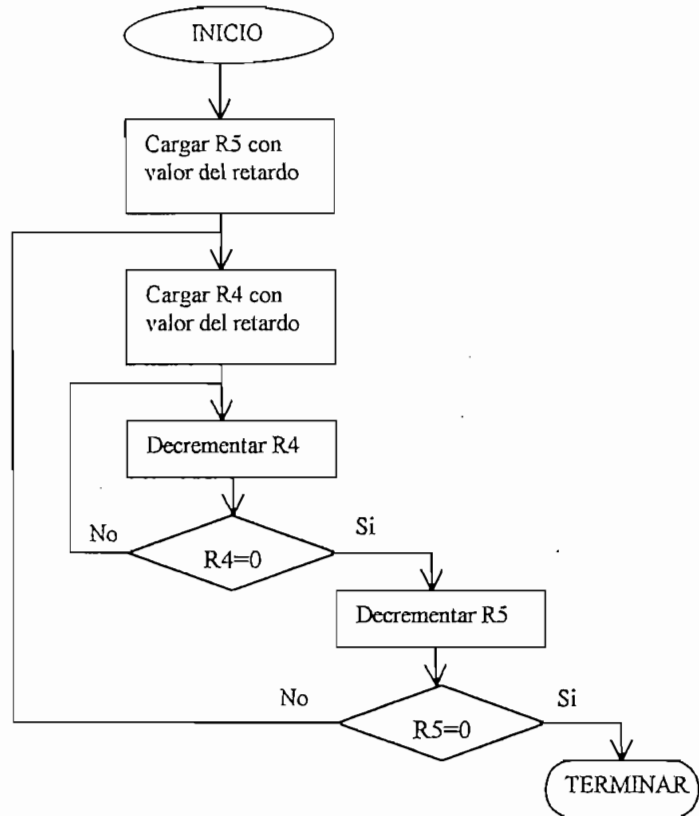 INICIO
Cargar R5 con
valor del retardo
Cargar R4 con
valor del retardo
Decrementar R4
No
R4=0
Si
Decrementar R5
No
R5=0
Si
TERMINAR